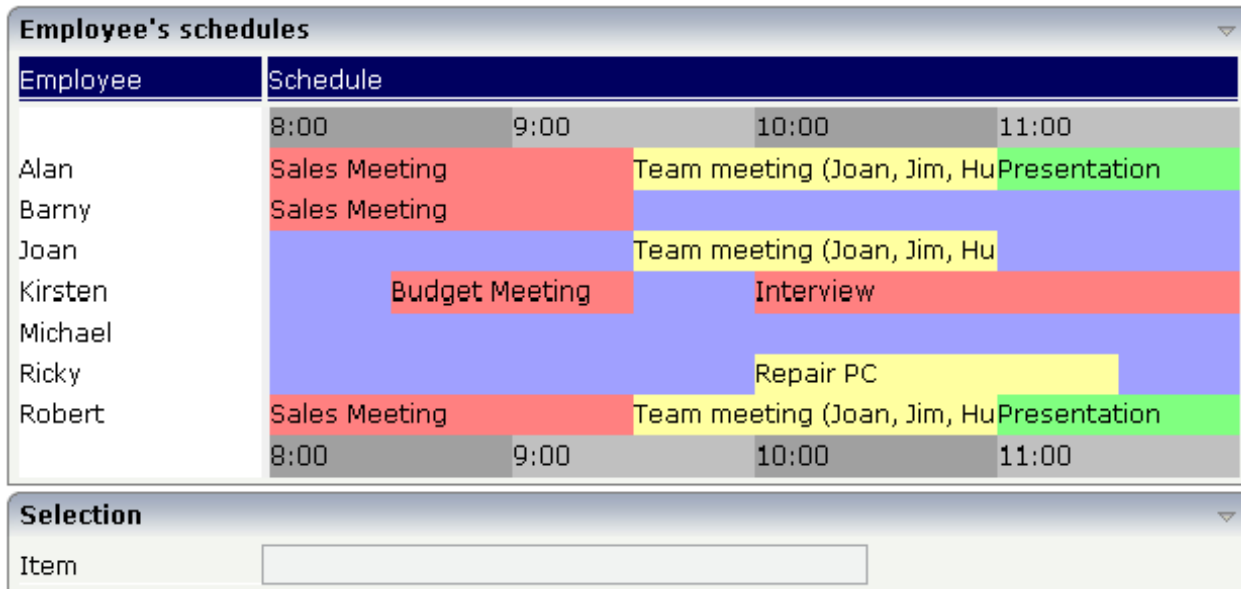 Employee's schedules
Employee Schedule
8:00 9:00 10:00 11:00
Alan Sales Meeting Team meeting (Joan, Jim, Hu Presentation
Barny Sales Meeting
Joan Team meeting (Joan, Jim, Hu
Kirsten Budget Meeting Interview
Michael
Ricky Repair PC
Robert Sales Meeting Team meeting (Joan, Jim, Hu Presentation
8:00 9:00 10:00 11:00
Selection
Item